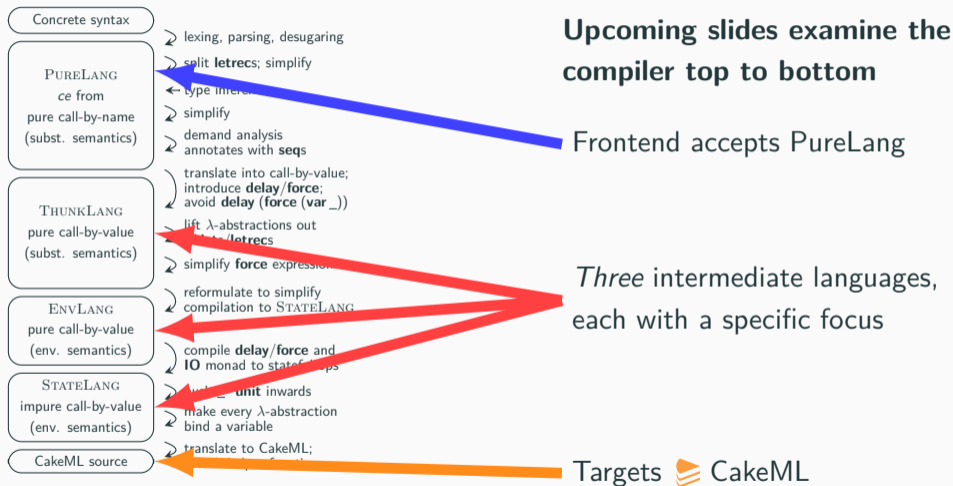 Concrete syntax
lexing, parsing, desugaring
PureLang
ce from
pure call-by-name
(subst. semantics)
split letrecs; simplify
type
simplify
demand analysis
annotates with seqs
translate into call-by-value;
introduce delay/force;
avoid delay (force (var _))
ThunkLang
pure call-by-value
(subst. semantics)
lift λ-abstractions out
simplify force
reformulate to simplify
compilation to StateLang
EnvLang
pure call-by-value
(env. semantics)
compile delay/force and
IO monad to
StateLang
impure call-by-value
(env. semantics)
unit inwards
make every λ-abstraction
bind a variable
translate to CakeML;
CakeML source
Upcoming slides examine the
compiler top to bottom
Frontend accepts PureLang
Three intermediate languages,
each with a specific focus
Targets CakeML